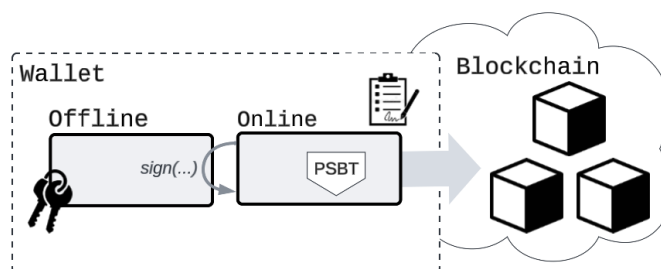 Wallet
Blockchain
Offline
Online
sign(...)
PSBT